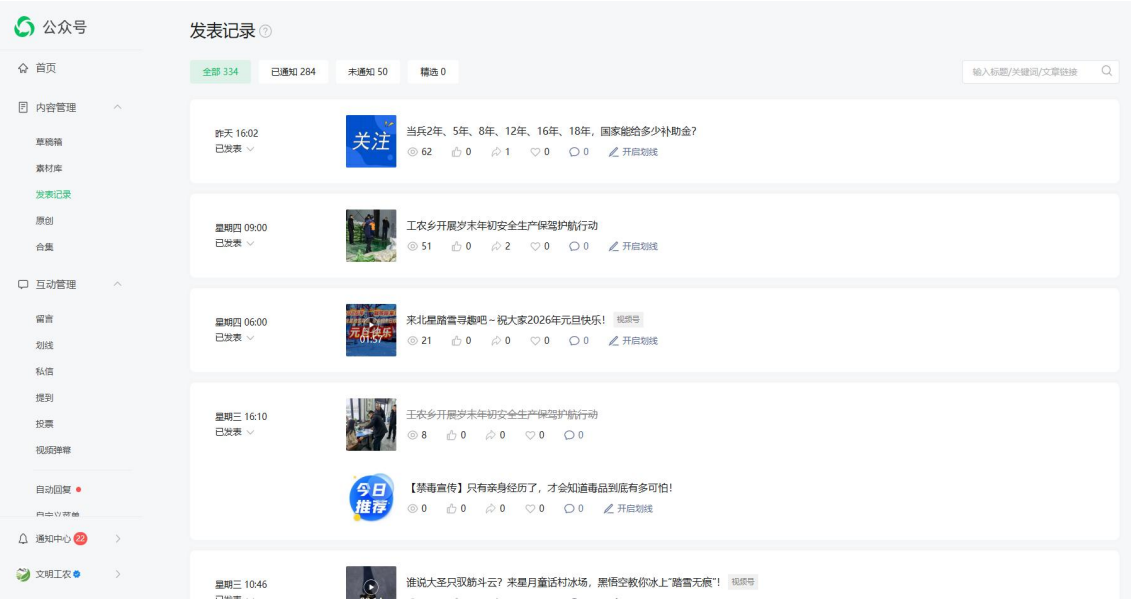 公众号
首页
内容管理
草稿箱
素材库
发表记录
原创
合集
互动管理
留言
划线
私信
提到
投票
视频弹幕
自动回复
自定义菜单
通知中心 22
文明工农
发表记录
全部 334 已通知 284 未通知 50 精选 0
输入标题/关键词/文章链接
昨天 16:02
已发表
关注
当兵2年、5年、8年、12年、16年、18年，国家能给多少补助金？
62 0 1 0 0 开启划线
星期四 09:00
已发表
工农乡开展岁末年初安全生产保驾护航行动
51 0 2 0 0 开启划线
星期四 06:00
已发表
元旦快乐
01:57
来北星踏雪寻趣吧～祝大家2026年元旦快乐！ 视频号
21 0 0 0 0 开启划线
星期三 16:10
已发表
工农乡开展岁末年初安全生产保驾护航行动
8 0 0 0 0
今日
推荐
【禁毒宣传】只有亲身经历了，才会知道毒品到底有多可怕！
0 0 0 0 0 开启划线
星期三 10:46
已发表
谁说大圣只驭筋斗云？来星月童话村冰场，黑悟空教你冰上“踏雪无痕”！ 视频号